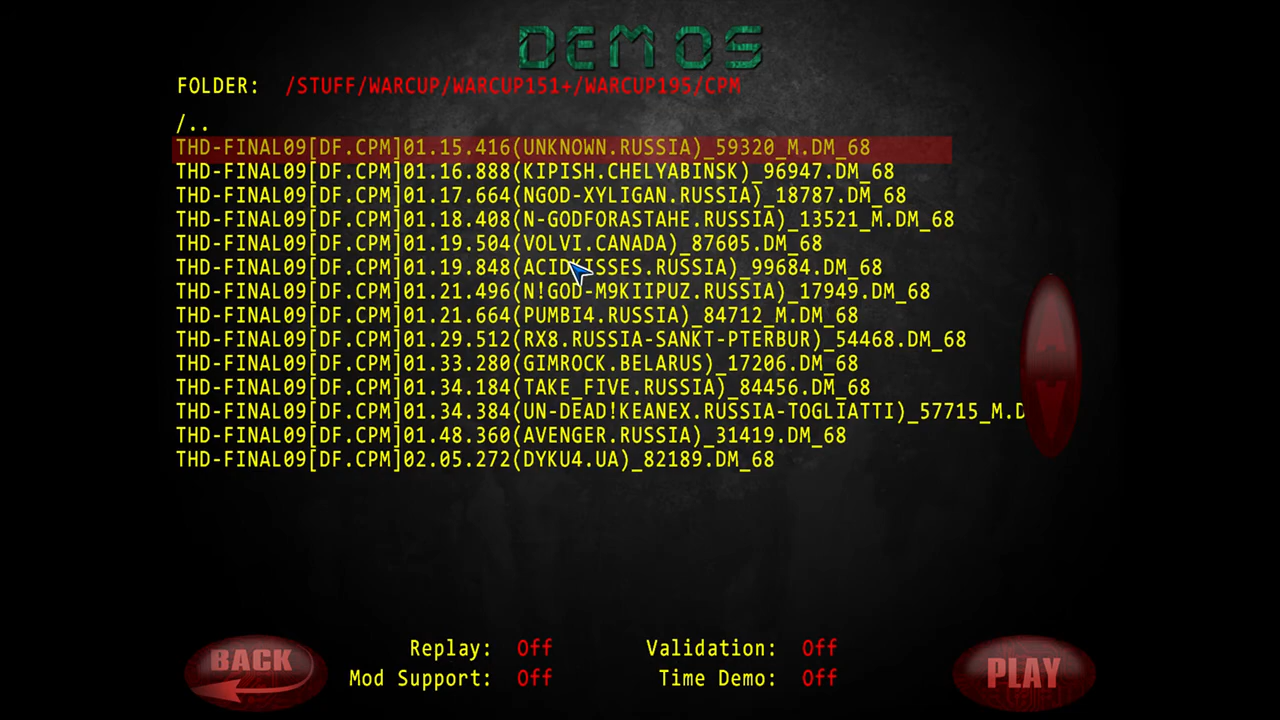 DEMOS
FOLDER: /STUFF/WARCUP/WARCUP151+/WARCUP195/CPM
/..
THD-FINAL09[DF.CPM]01.15.416(UNKNOWN.RUSSIA)_59320_M.DM_68
THD-FINAL09[DF.CPM]01.16.888(KIPISH.CHELYABINSK)_96947.DM_68
THD-FINAL09[DF.CPM]01.17.664(NGOD-XYLIGAN.RUSSIA)_18787.DM_68
THD-FINAL09[DF.CPM]01.18.408(N-GODFORASTAHE.RUSSIA)_13521_M.DM_68
THD-FINAL09[DF.CPM]01.19.504(VOLVI.CANADA)_87605.DM_68
THD-FINAL09[DF.CPM]01.19.848(ACIDKISSES.RUSSIA)_99684.DM_68
THD-FINAL09[DF.CPM]01.21.496(N!GOD-M9KIIPUZ.RUSSIA)_17949.DM_68
THD-FINAL09[DF.CPM]01.21.664(PUMBI4.RUSSIA)_84712_M.DM_68
THD-FINAL09[DF.CPM]01.29.512(RX8.RUSSIA-SANKT-PTERBUR)_54468.DM_68
THD-FINAL09[DF.CPM]01.33.280(GIMROCK.BELARUS)_17206.DM_68
THD-FINAL09[DF.CPM]01.34.184(TAKE_FIVE.RUSSIA)_84456.DM_68
THD-FINAL09[DF.CPM]01.34.384(UN-DEAD!KEANEX.RUSSIA-TOGLIATTI)_57715_M.D
THD-FINAL09[DF.CPM]01.48.360(AVENGER.RUSSIA)_31419.DM_68
THD-FINAL09[DF.CPM]02.05.272(DYKU4.UA)_82189.DM_68
Replay: Off Validation: Off
Mod Support: Off Time Demo: Off
BACK PLAY